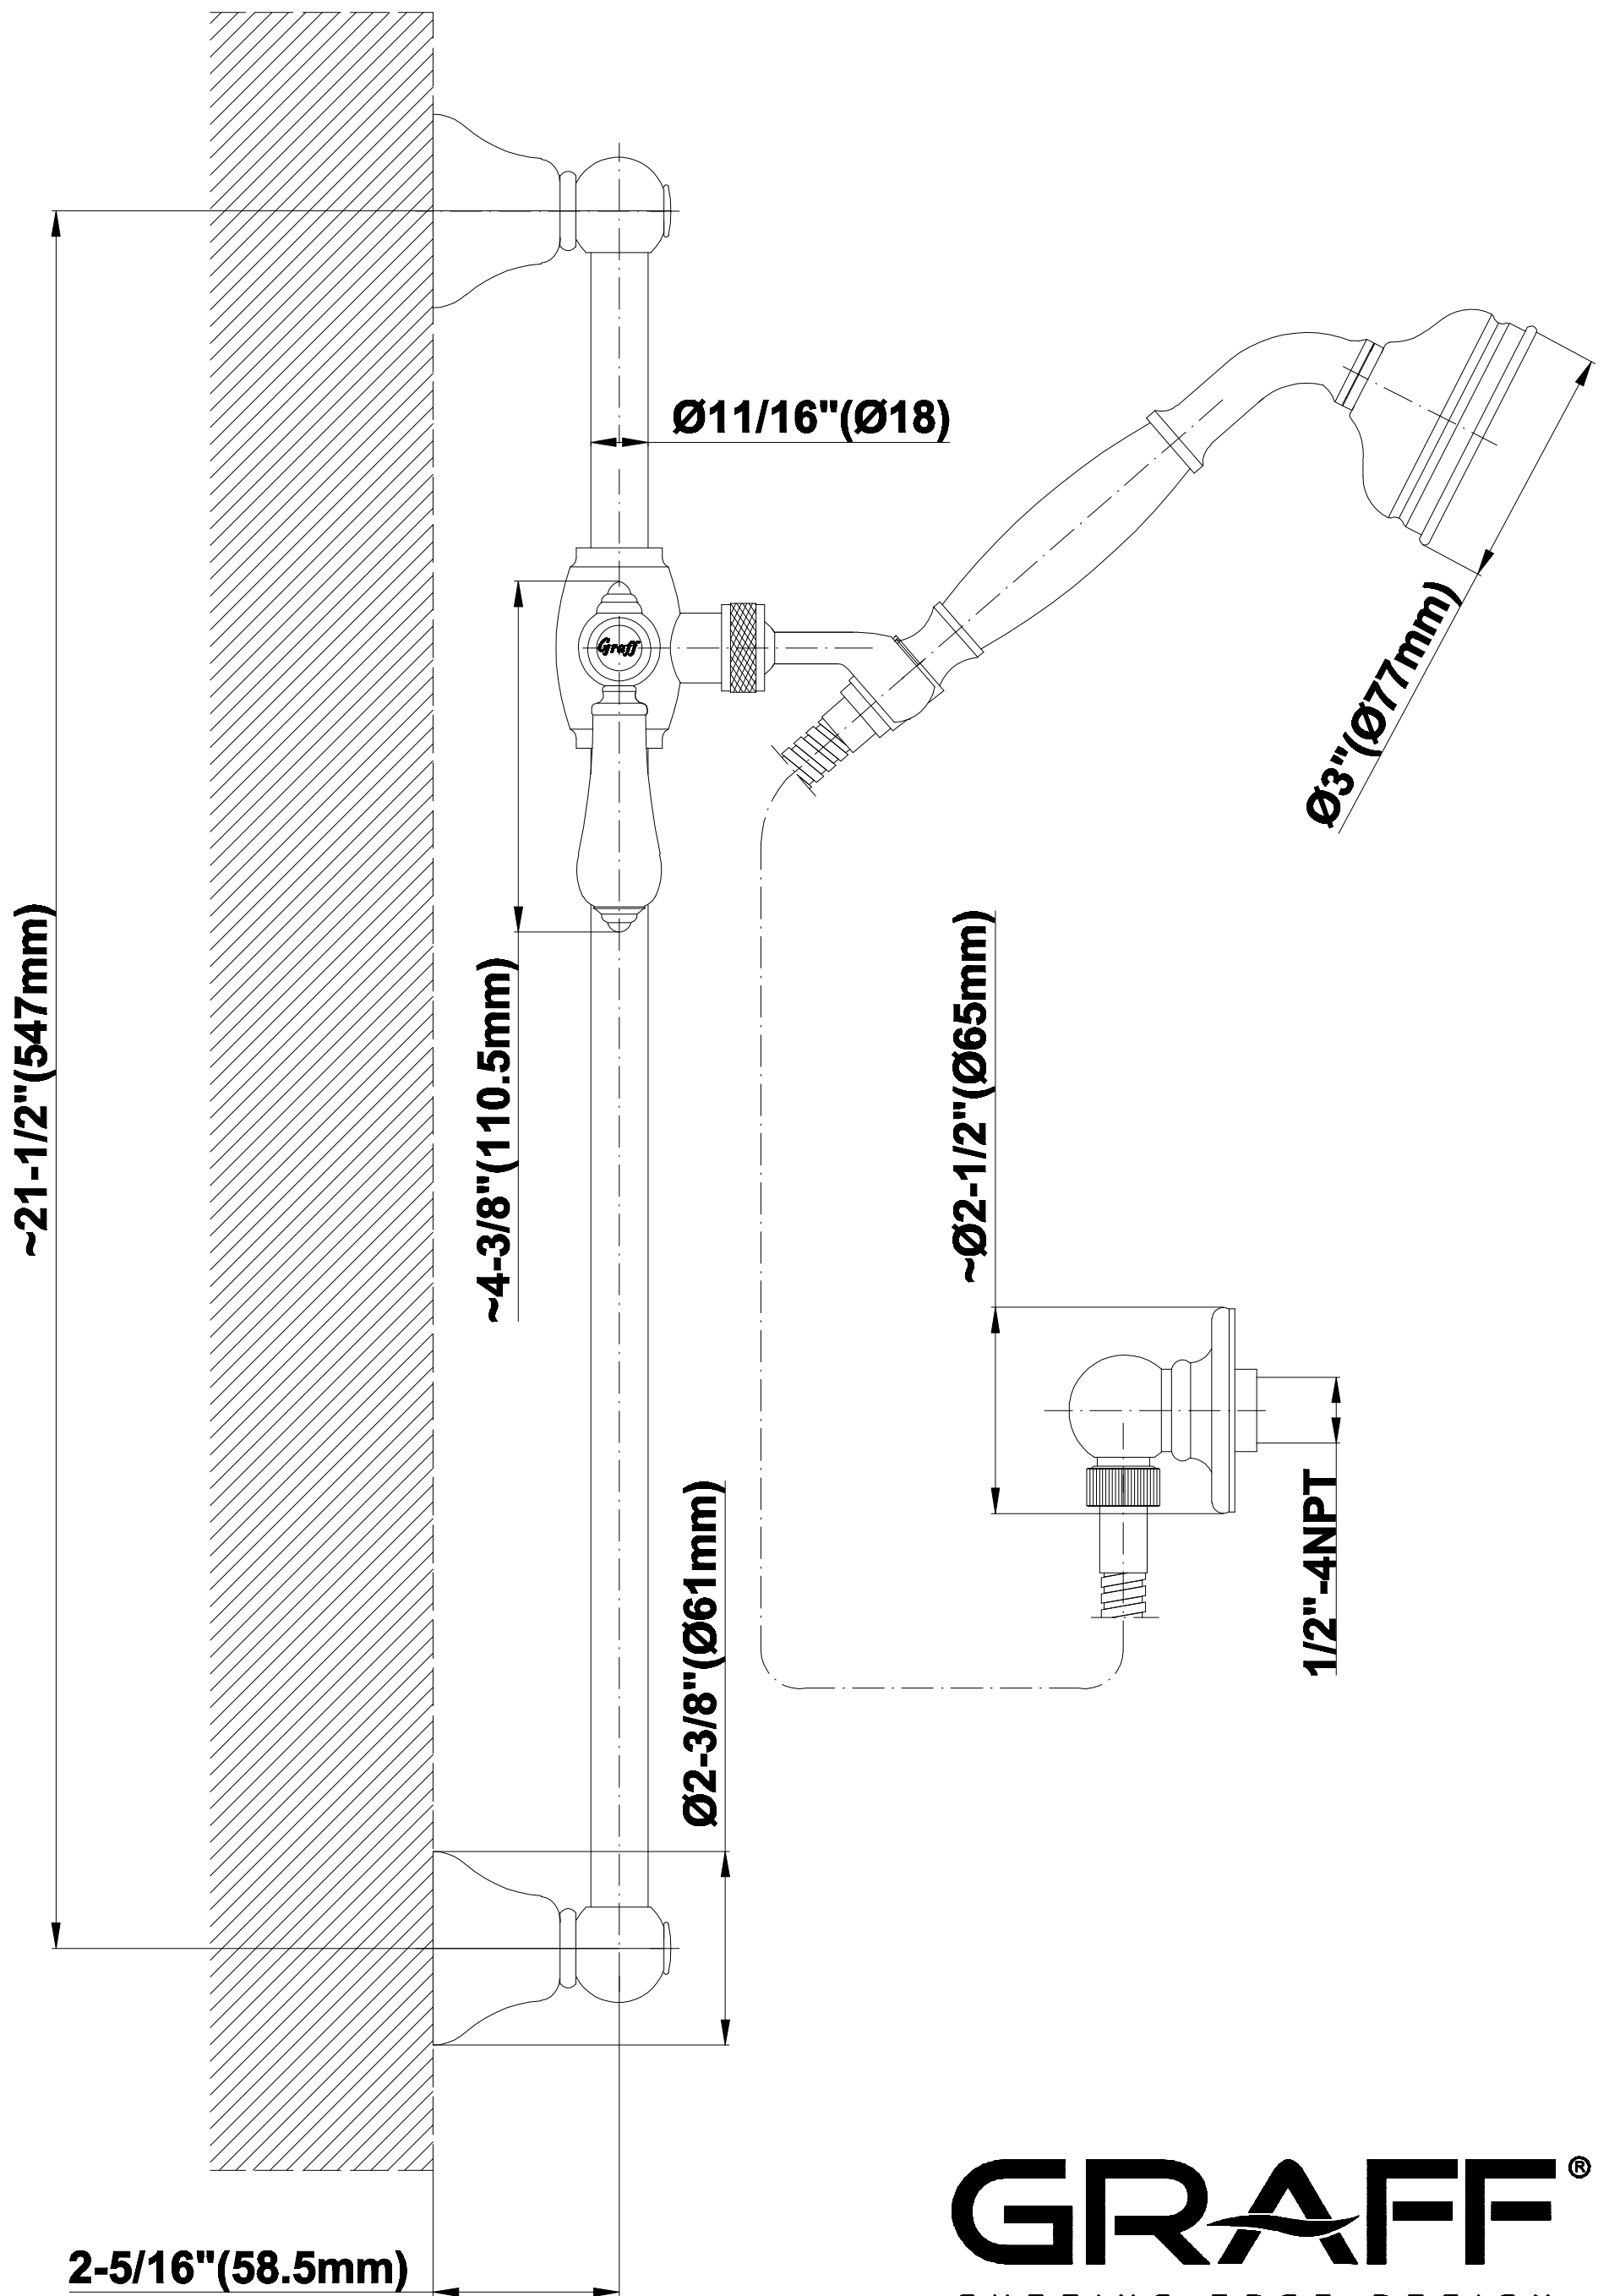 Ø11/16"(Ø18)
Graff
Ø3"(Ø77mm)
~21-1/2"(547mm)
~4-3/8"(110.5mm)
~Ø2-1/2"(Ø65mm)
1/2"-4NPT
Ø2-3/8"(Ø61mm)
2-5/16"(58.5mm)
GRAFF®